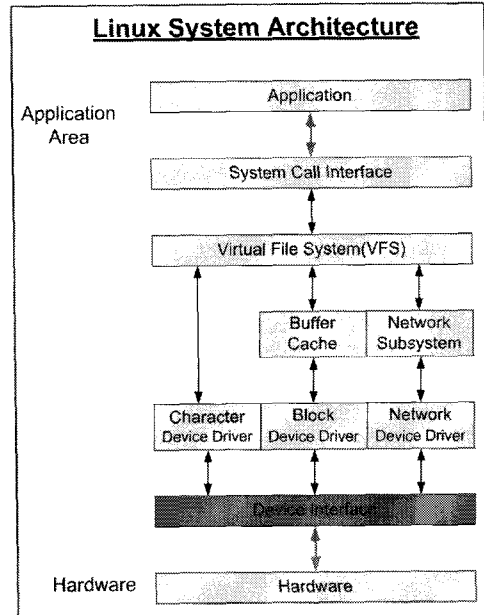 Linux System Architecture
Application
Application
Area
System Call Interface
Virtual File System(VFS)
Buffer
Cache
Network
Subsystem
Character
Device Driver
Block
Device Driver
Network
Device Driver
Device Interface
Hardware
Hardware